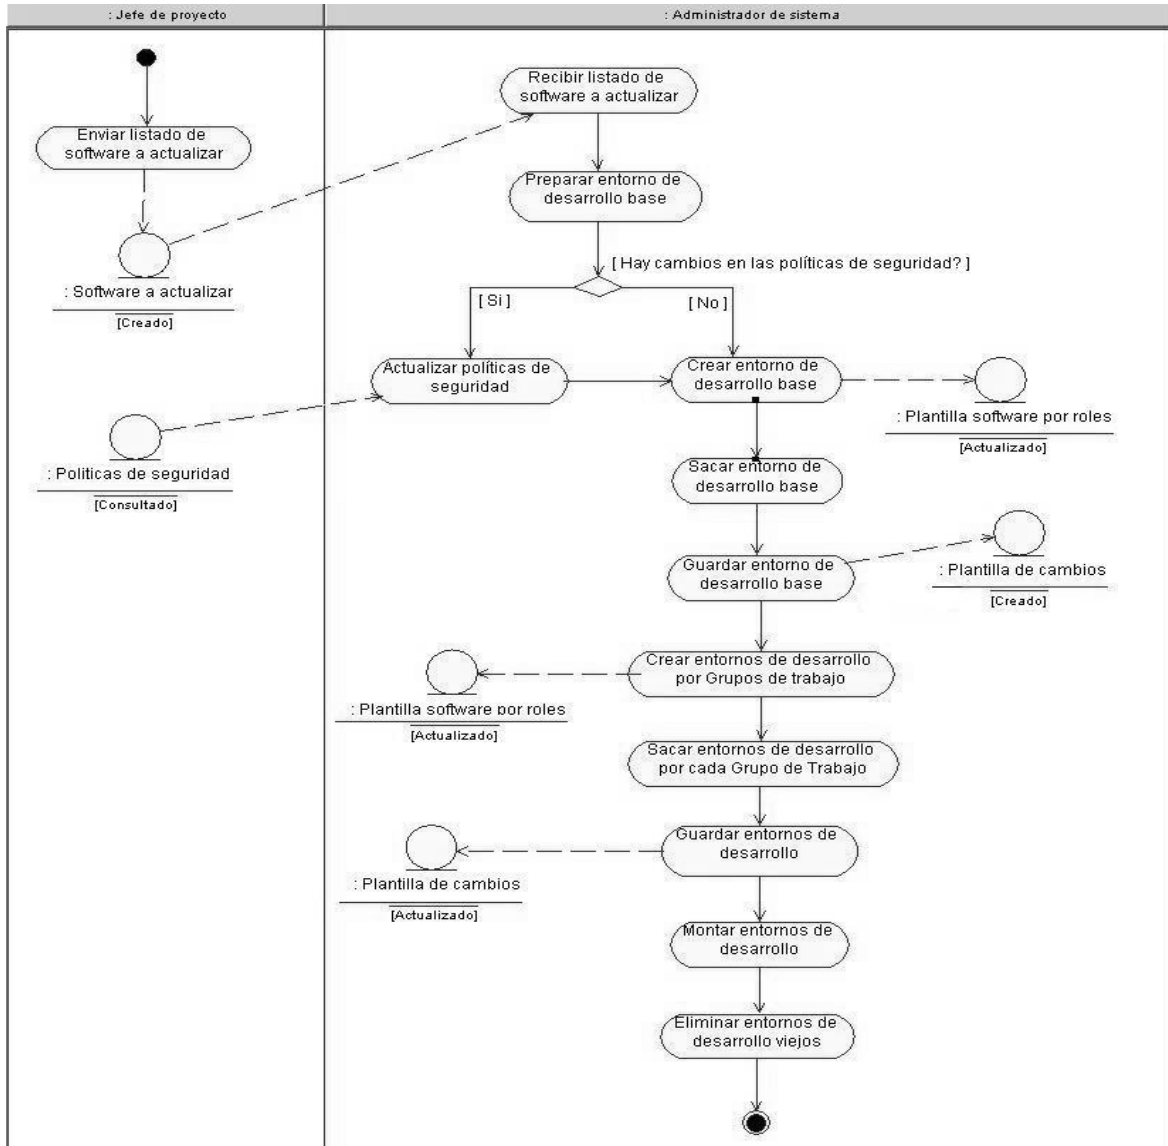 : Jefe de proyecto
: Administrador de sistema
Recibir listado de
software a actualizar
Enviar listado de
software a actualizar
Preparar entorno de
desarrollo base
[ Hay cambios en las políticas de seguridad? ]
: Software a actualizar
[Creado]
[ Si ]
[ No ]
Actualizar políticas de
seguridad
Crear entorno de
desarrollo base
: Plantilla software por roles
[Actualizado]
: Politicas de seguridad
[Consultado]
Sacar entorno de
desarrollo base
Guardar entorno de
desarrollo base
: Plantilla de cambios
[Creado]
Crear entornos de desarrollo
por Grupos de trabajo
: Plantilla software por roles
[Actualizado]
Sacar entornos de desarrollo
por cada Grupo de Trabajo
Guardar entornos de
desarrollo
: Plantilla de cambios
[Actualizado]
Montar entornos de
desarrollo
Eliminar entornos de
desarrollo viejos